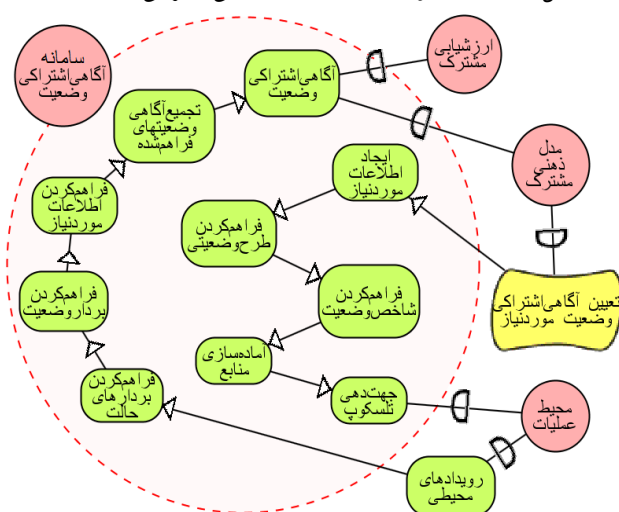 سامانه
آگاهی‌اشتراکی
وضعیت
آگاهی‌اشتراکی
وضعیت
ارزشیابی
مشترک
تجمیع‌آگاهی
وضعیتهای
فراهم‌شده
مدل
ذهنی
مشترک
ایجاد
اطلاعات
موردنیاز
فراهم‌کردن
اطلاعات
موردنیاز
فراهم‌کردن
طرح‌وضعیتی
فراهم‌کردن
بردار‌وضعیت
فراهم‌کردن
شاخص‌وضعیت
تعیین آگاهی‌اشتراکی
وضعیت موردنیاز
آماده‌سازی
منابع
فراهم‌کردن
بردارهای
حالت
جهت‌دهی
تلسکوپ
محیط
عملیات
رویدادهای
محیطی